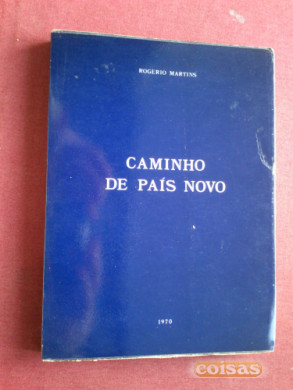 ROGERIO MARTINS
CAMINHO
DE PAÍS NOVO
1970
coisas